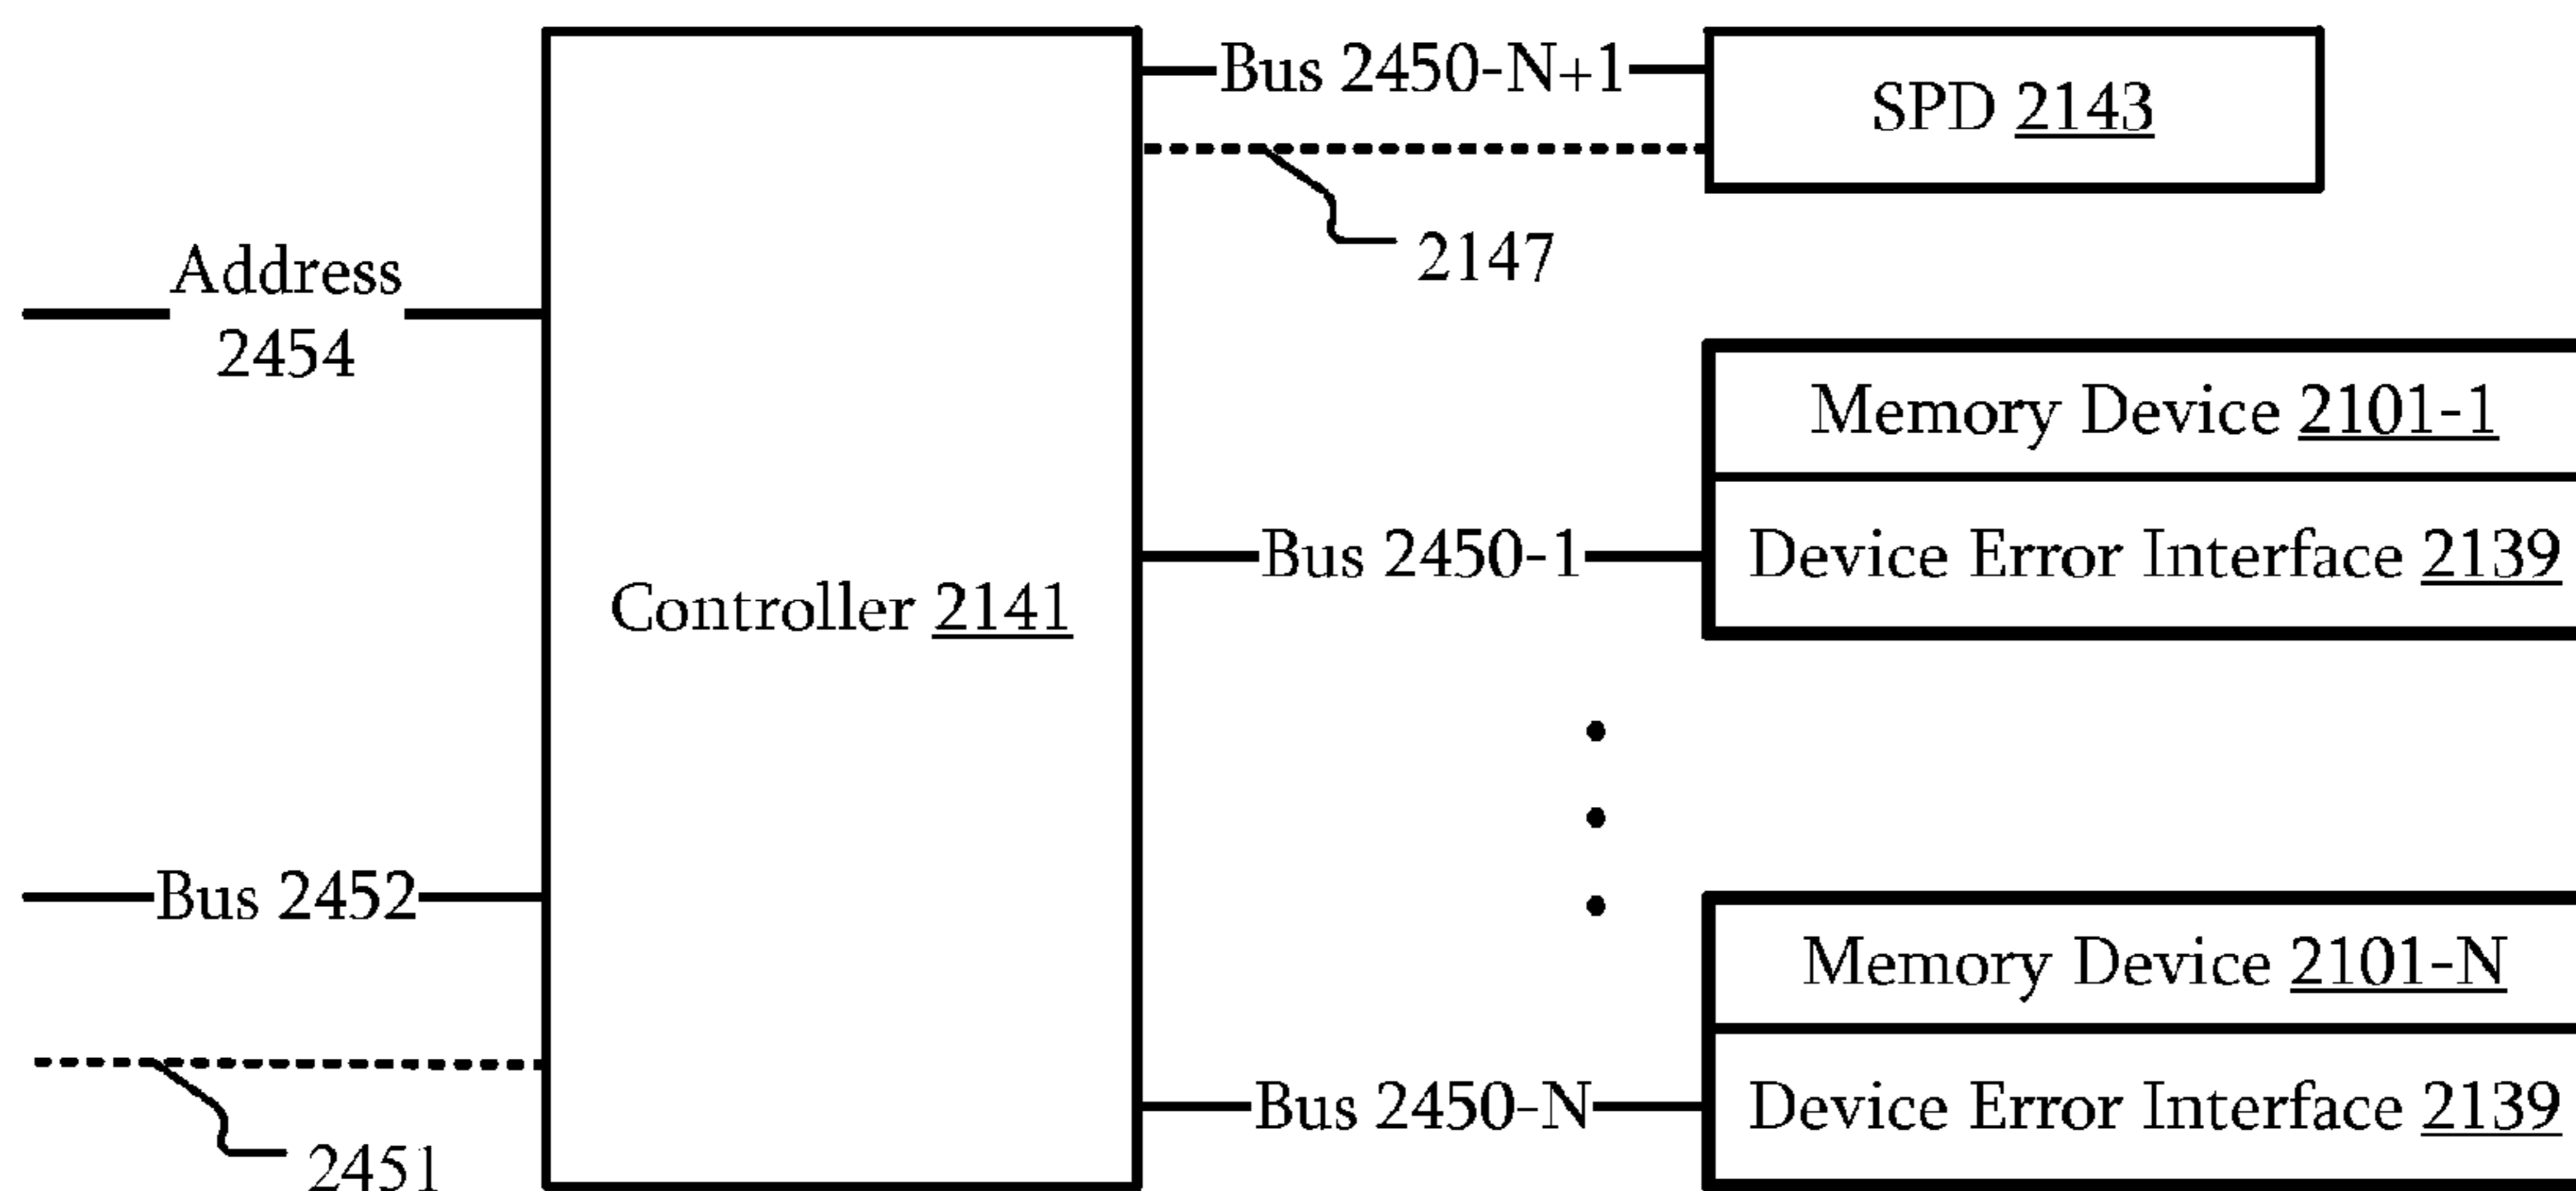 Bus 2450-N+1
SPD 2143
2147
Address
2454
Memory Device 2101-1
Controller 2141
Bus 2450-1
Device Error Interface 2139
Bus 2452
Memory Device 2101-N
2451
Bus 2450-N
Device Error Interface 2139